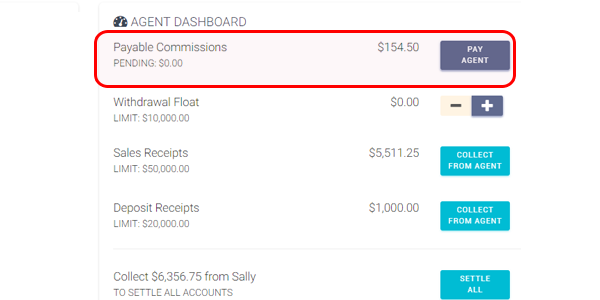 AGENT DASHBOARD
Payable Commissions $154.50 PAY
PENDING: $0.00 AGENT
Withdrawal Float $0.00 − +
LIMIT: $10,000.00
Sales Receipts $5,511.25 COLLECT
LIMIT: $50,000.00 FROM AGENT
Deposit Receipts $1,000.00 COLLECT
LIMIT: $20,000.00 FROM AGENT
Collect $6,356.75 from Sally SETTLE
TO SETTLE ALL ACCOUNTS ALL